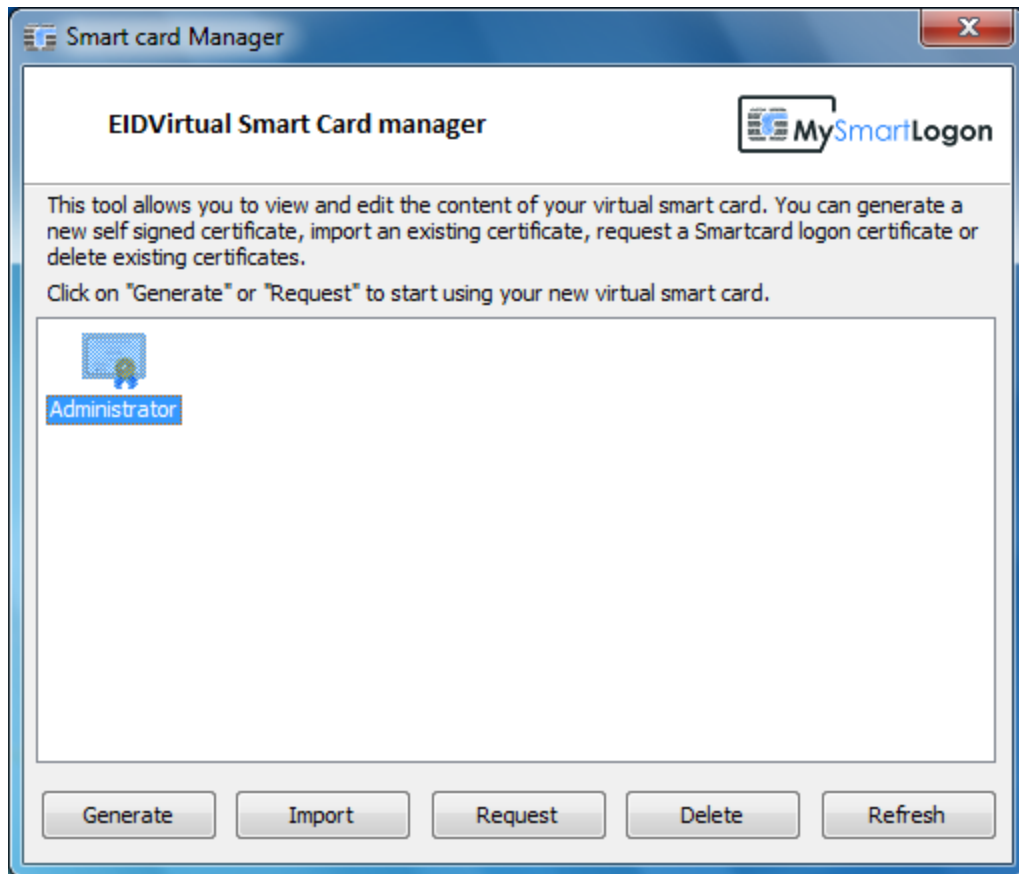 Smart card Manager
EIDVirtual Smart Card manager
MySmartLogon
This tool allows you to view and edit the content of your virtual smart card. You can generate a
new self signed certificate, import an existing certificate, request a Smartcard logon certificate or
delete existing certificates.
Click on "Generate" or "Request" to start using your new virtual smart card.
Administrator
Generate Import Request Delete Refresh